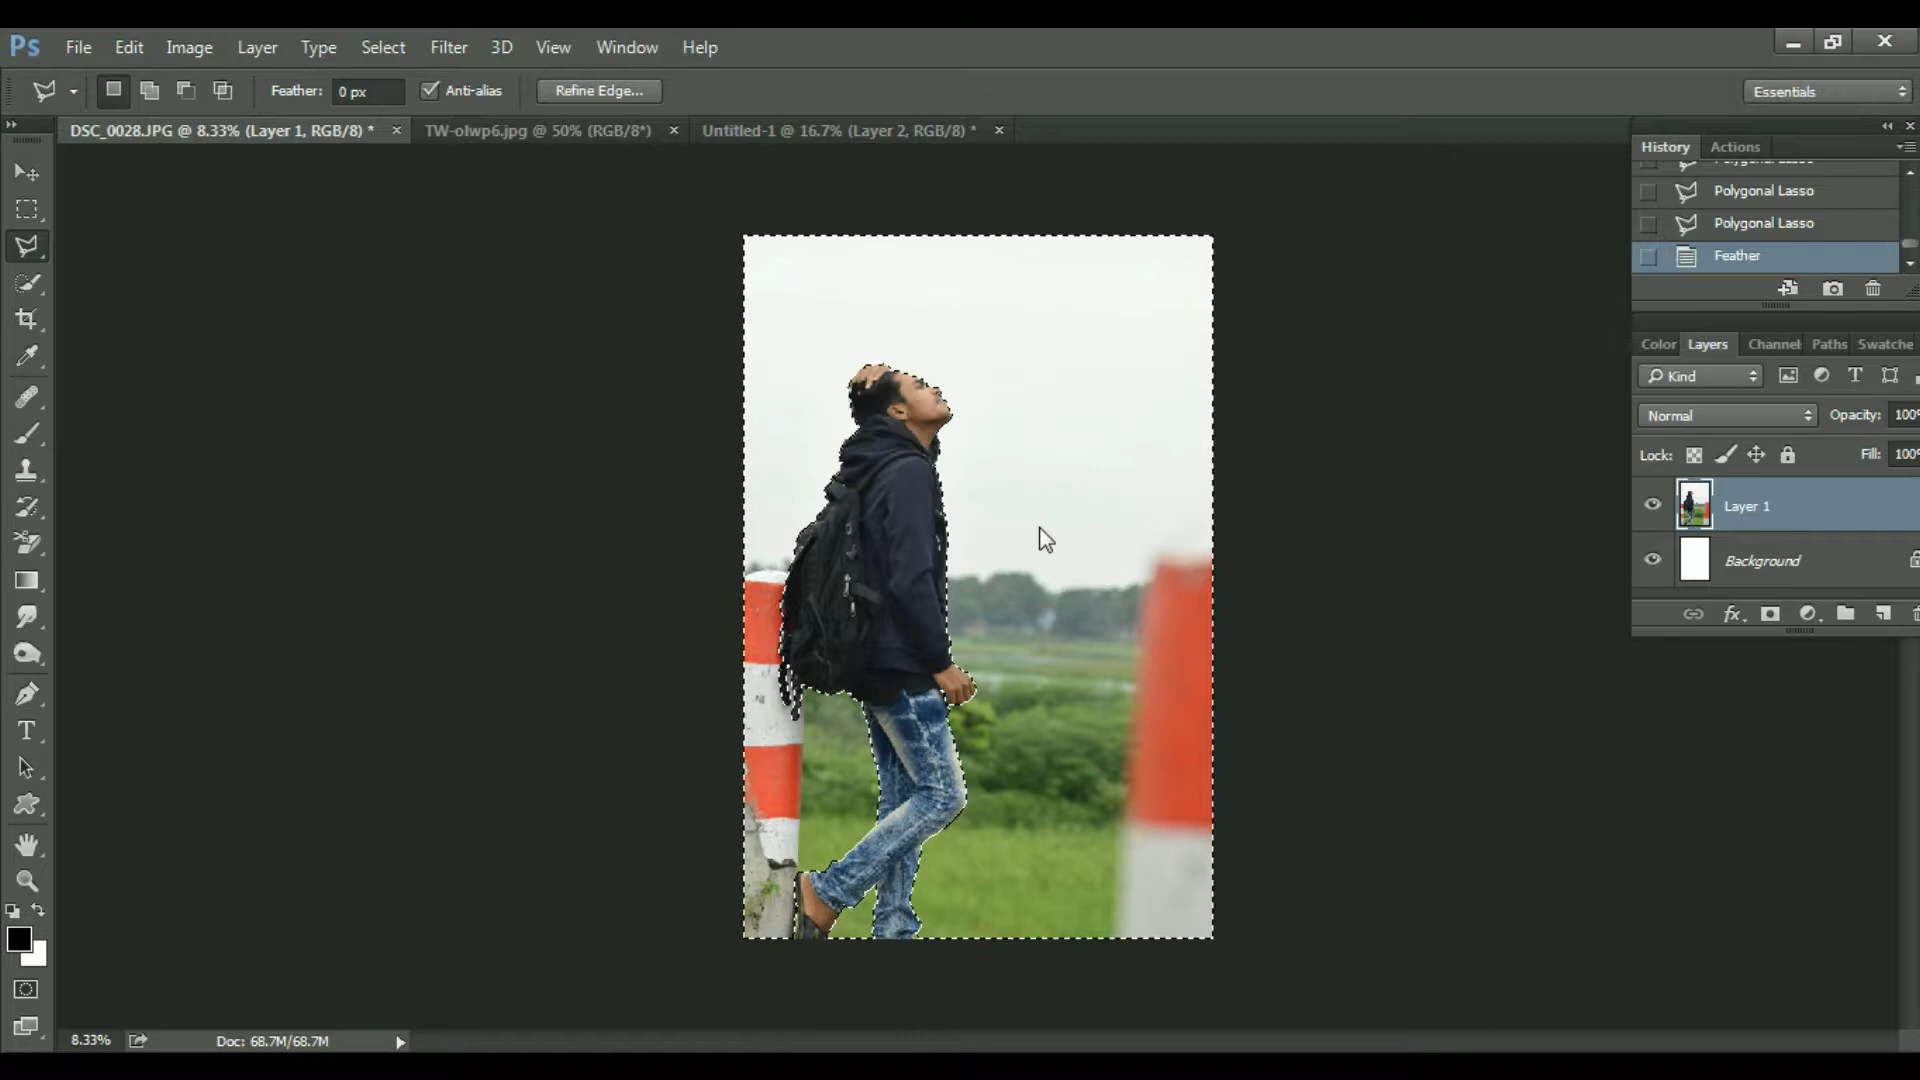 Ps File Edit Image Layer Type Select Filter 3D View Window Help
Feather: 0 px Anti-alias Refine Edge... Essentials
DSC_0028.JPG @ 8.33% (Layer 1, RGB/8) * × TW-olwp6.jpg @ 50% (RGB/8*) × Untitled-1 @ 16.7% (Layer 2, RGB/8) * ×
History Actions
Polygonal Lasso
Polygonal Lasso
Polygonal Lasso
Feather
Color Layers Channel Paths Swatche
Kind
Normal Opacity: 100%
Lock: Fill: 100%
Layer 1
Background
8.33% Doc: 68.7M/68.7M